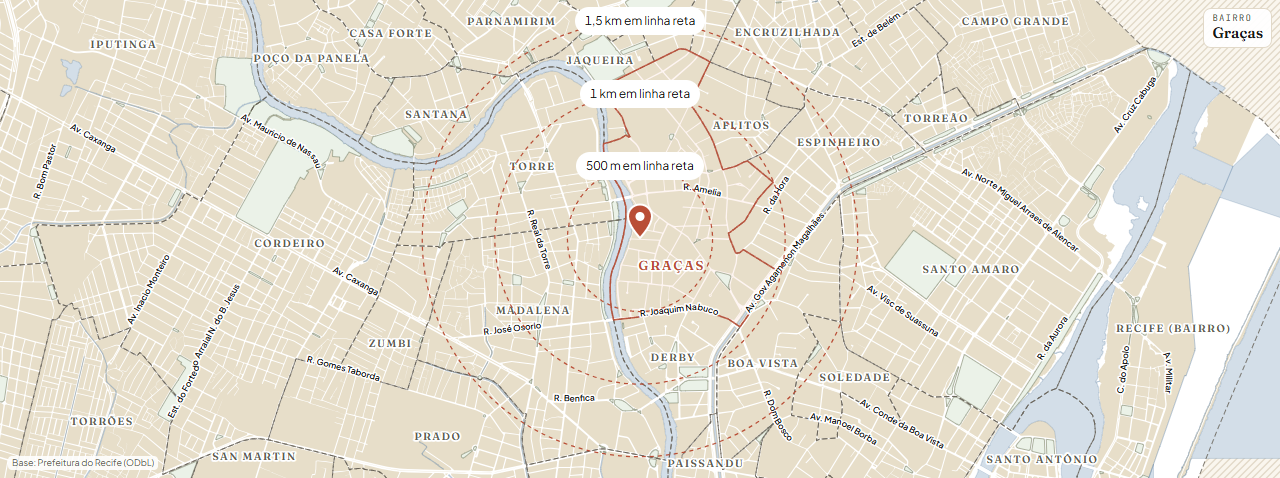 1,5 km em linha reta
PARNAMIRIM
ENCRUZILHADA
CAMPO GRANDE
BAIRRO
Graças
CASA FORTE
Est. de Belém
IPUTINGA
POÇO DA PANELA
JAQUEIRA
1 km em linha reta
SANTANA
APLITOS
TORREÃO
Av. Cruz Cabuga
Av. Mauricio de Nassau
Av. Caxanga
ESPINHEIRO
R. Bom Pastor
TORRE
500 m em linha reta
R. Amelia
R. da Hora
Av. Norte Miguel Arraes de Alencar
R. Real da Torre
CORDEIRO
GRAÇAS
Av. Gov Agamenon Magalhães
SANTO AMARO
Av. Inacio Monteiro
Av. Caxanga
Av. Visc de Suassuna
MADALENA
R. Joaquim Nabuco
R. José Osorio
R. da Aurora
RECIFE (BAIRRO)
Est. do Forte do Arraial N. do B. Jesus
ZUMBI
DERBY
BOA VISTA
R. Gomes Taborda
SOLEDADE
C. do Apolo
Av. Militar
R. Benfica
R. Dom Bosco
Av. Conde da Boa Vista
Av. Manoel Borba
TORRÕES
PRADO
SAN MARTIN
PAISSANDU
SANTO ANTÔNIO
Base: Prefeitura do Recife (ODbL)